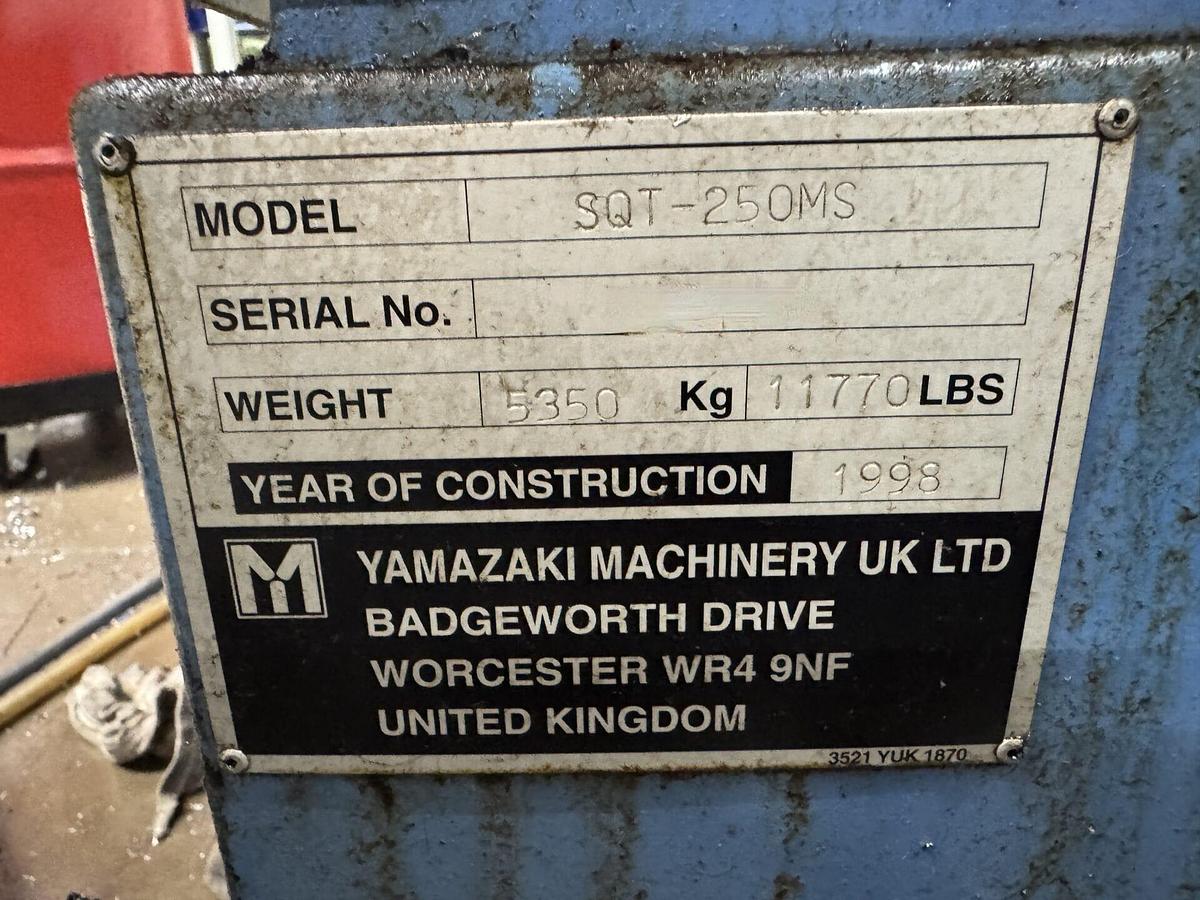 MODEL SQT-250MS
SERIAL No.
WEIGHT 5350 Kg 11770 LBS
YEAR OF CONSTRUCTION 1998
M YAMAZAKI MACHINERY UK LTD
BADGEWORTH DRIVE
WORCESTER WR4 9NF
UNITED KINGDOM
3521 YUK 1870